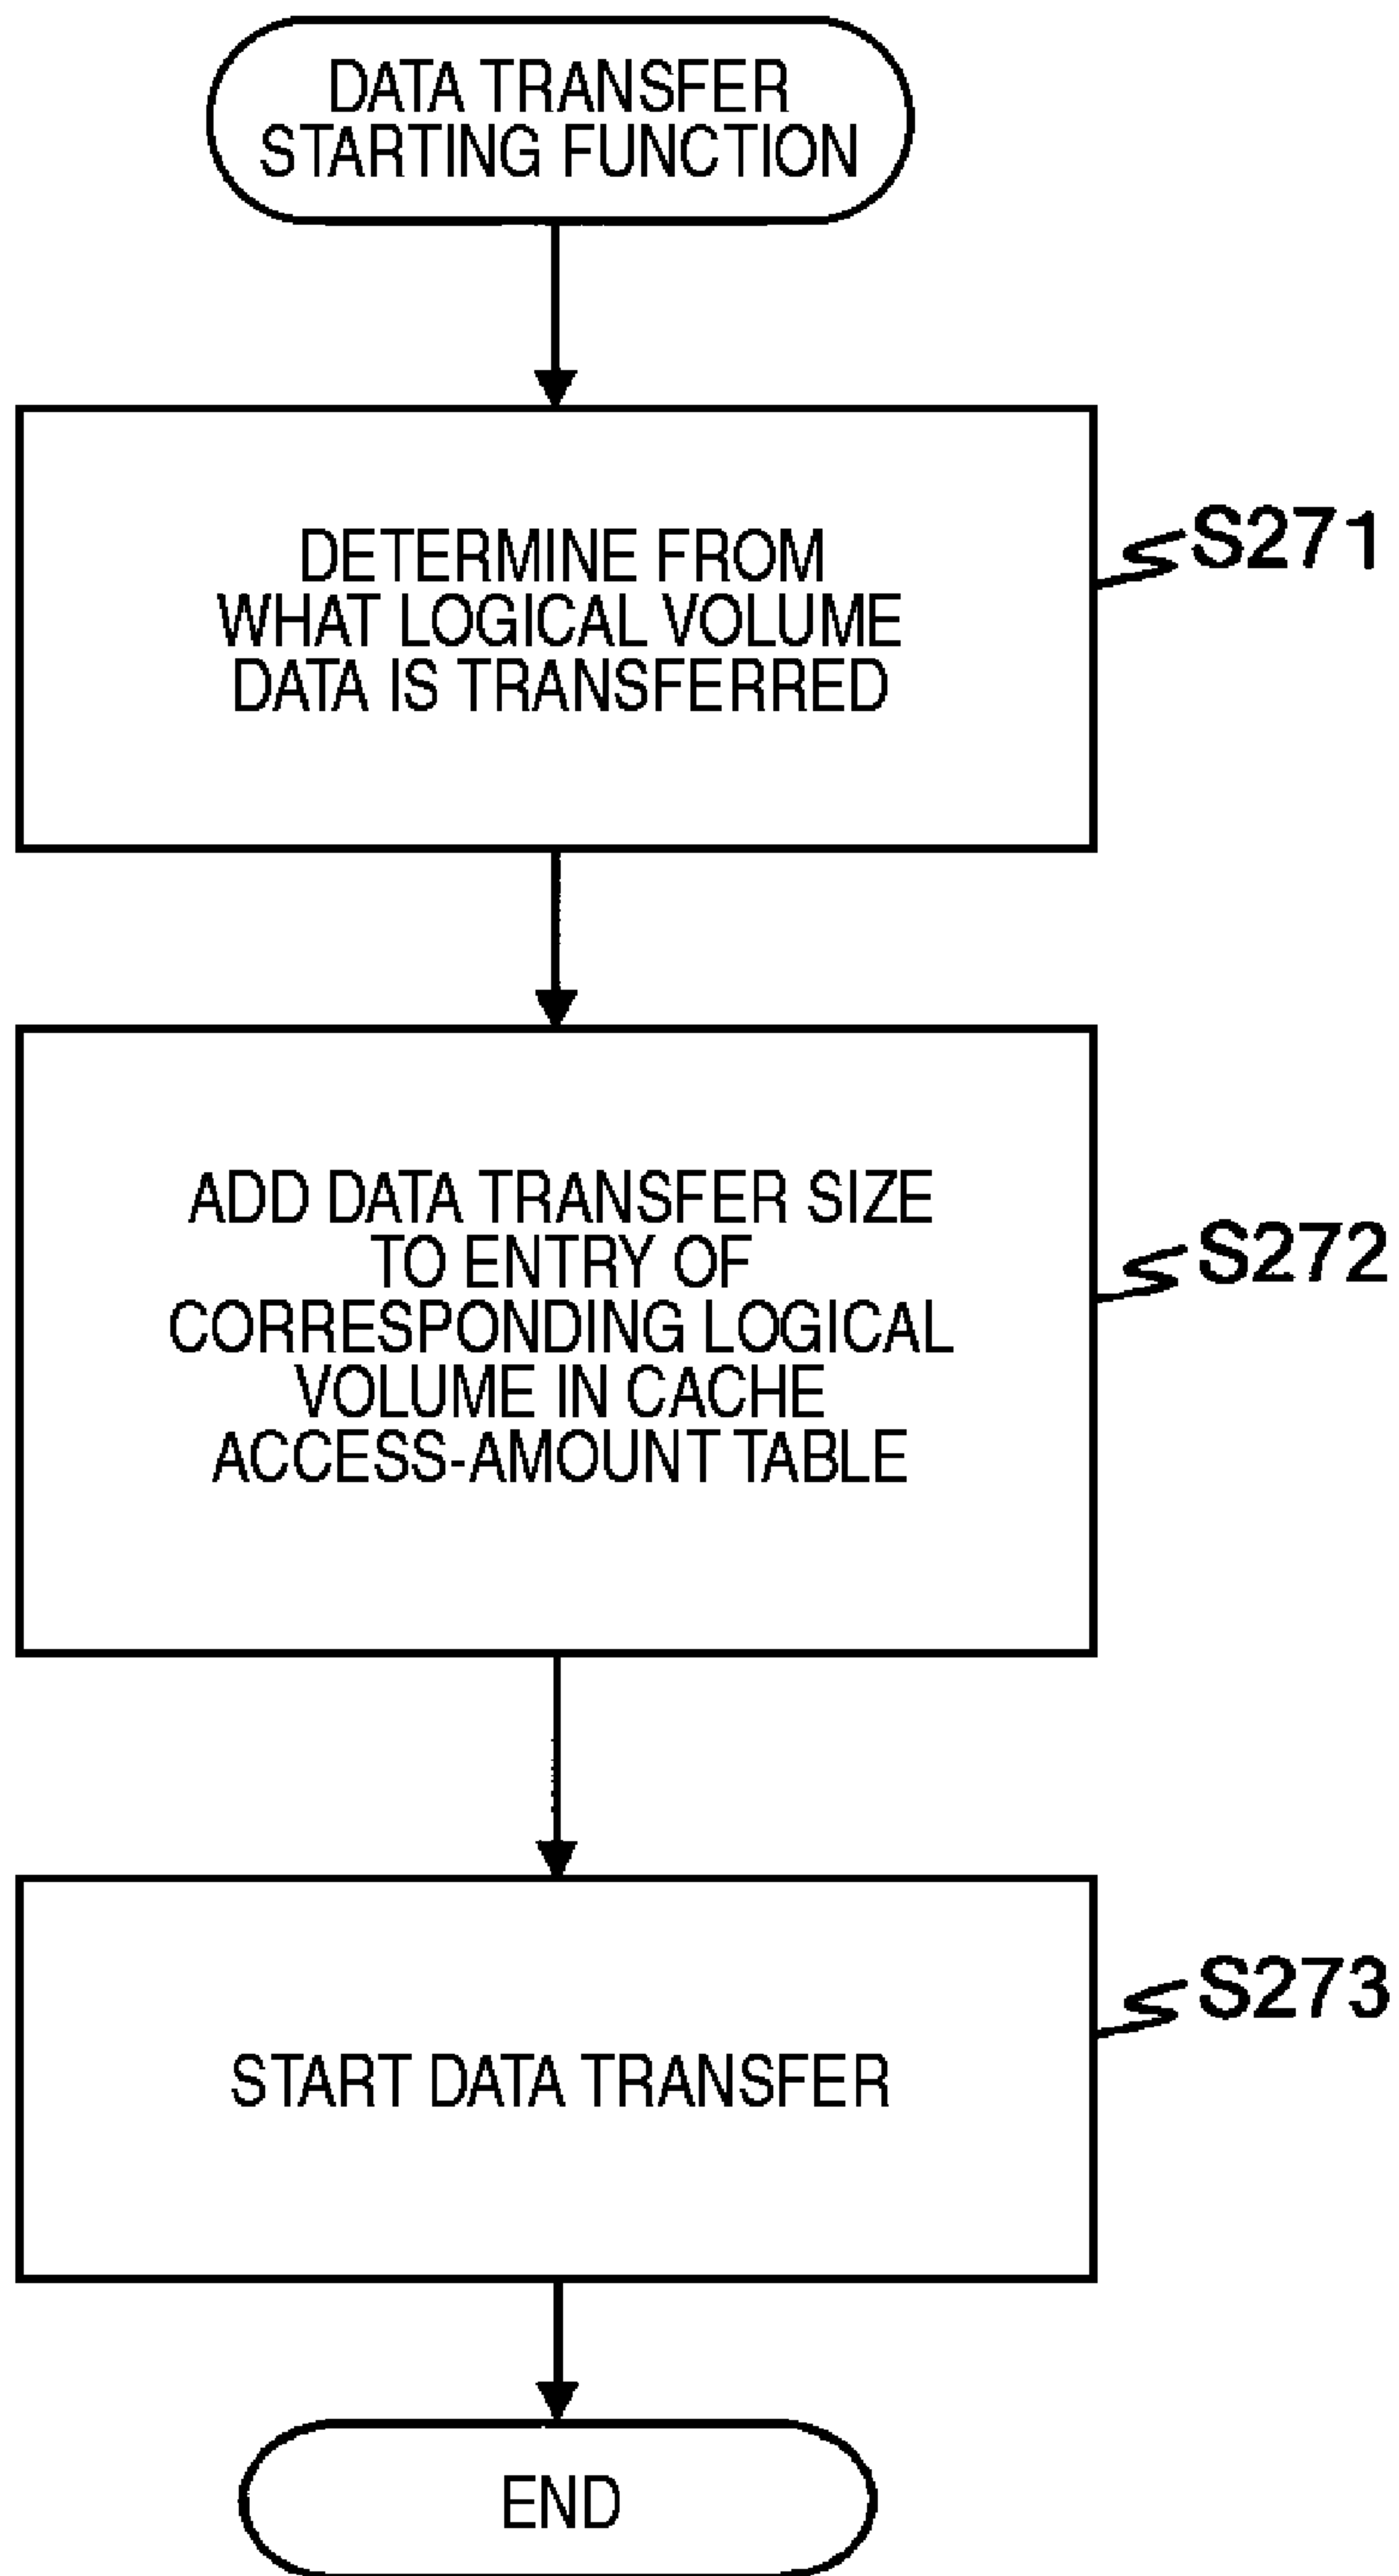 DATA TRANSFER
STARTING FUNCTION
DETERMINE FROM
WHAT LOGICAL VOLUME
DATA IS TRANSFERRED
S271
ADD DATA TRANSFER SIZE
TO ENTRY OF
CORRESPONDING LOGICAL
VOLUME IN CACHE
ACCESS-AMOUNT TABLE
S272
START DATA TRANSFER
S273
END